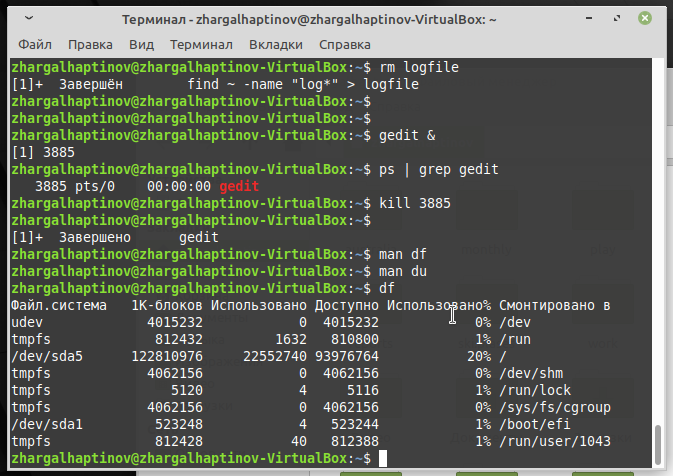 Терминал - zhargalhaptinov@zhargalhaptinov-VirtualBox: ~
Файл Правка Вид Терминал Вкладки Справка
zhargalhaptinov@zhargalhaptinov-VirtualBox:~$ rm logfile
[1]+  Завершён        find ~ -name "log*" > logfile
zhargalhaptinov@zhargalhaptinov-VirtualBox:~$
zhargalhaptinov@zhargalhaptinov-VirtualBox:~$
zhargalhaptinov@zhargalhaptinov-VirtualBox:~$ gedit &
[1] 3885
zhargalhaptinov@zhargalhaptinov-VirtualBox:~$ ps | grep gedit
   3885 pts/0    00:00:00 gedit
zhargalhaptinov@zhargalhaptinov-VirtualBox:~$ kill 3885
zhargalhaptinov@zhargalhaptinov-VirtualBox:~$
[1]+  Завершено      gedit
zhargalhaptinov@zhargalhaptinov-VirtualBox:~$ man df
zhargalhaptinov@zhargalhaptinov-VirtualBox:~$ man du
zhargalhaptinov@zhargalhaptinov-VirtualBox:~$ df
Файл.система   1K-блоков Использовано Доступно Использовано% Смонтировано в
udev             4015232            0  4015232            0% /dev
tmpfs             812432         1632   810800            1% /run
/dev/sda5      122810976     22552740 93976764           20% /
tmpfs            4062156            0  4062156            0% /dev/shm
tmpfs               5120            4     5116            1% /run/lock
tmpfs            4062156            0  4062156            0% /sys/fs/cgroup
/dev/sda1         523248            4   523244            1% /boot/efi
tmpfs             812428           40   812388            1% /run/user/1043
zhargalhaptinov@zhargalhaptinov-VirtualBox:~$